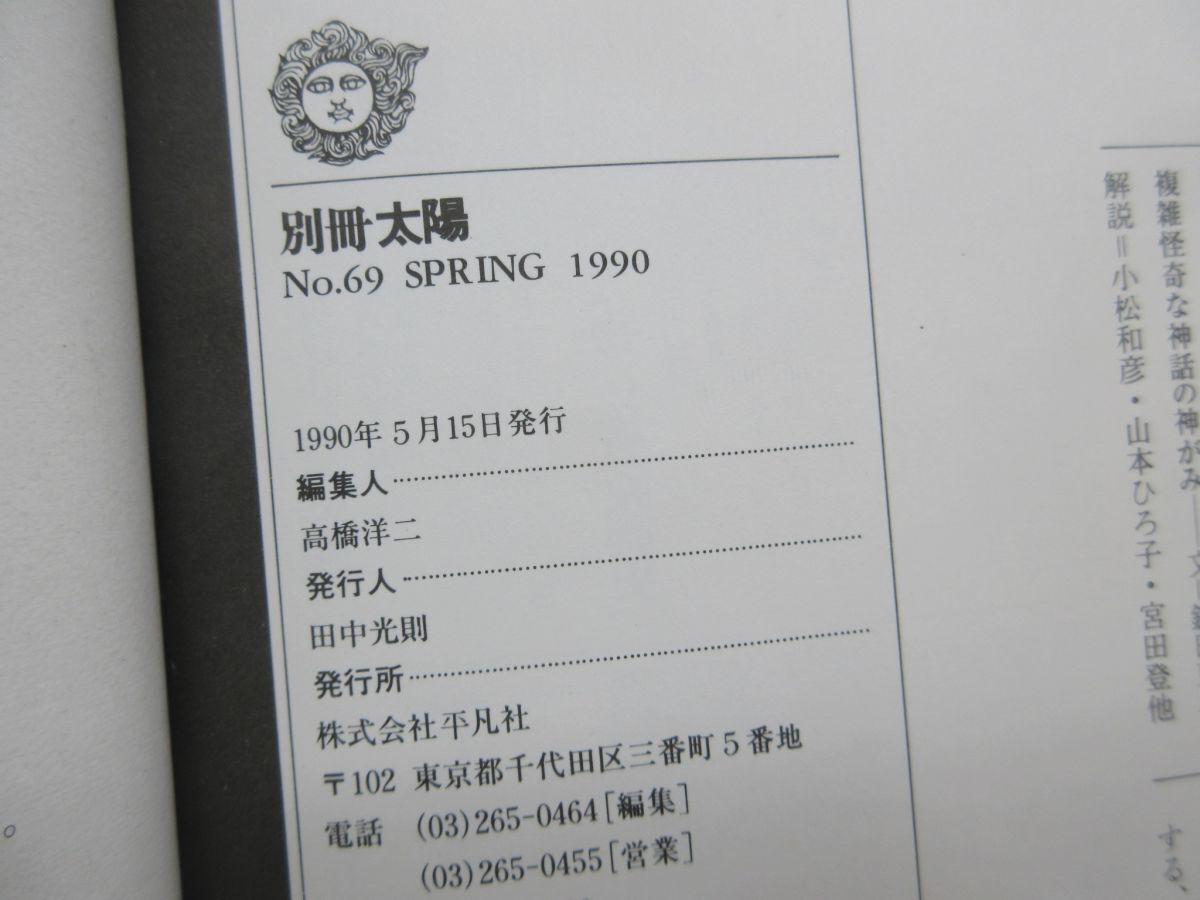 別冊太陽
No.69 SPRING 1990
1990年5月15日発行
編集人
高橋洋二
発行人
田中光則
発行所
株式会社平凡社
〒102 東京都千代田区三番町5番地
電話 (03)265-0464[編集]
(03)265-0455[営業]
複雑怪奇な神話の神がみ
解説=小松和彦・山本ひろ子・宮田登他
する、
。